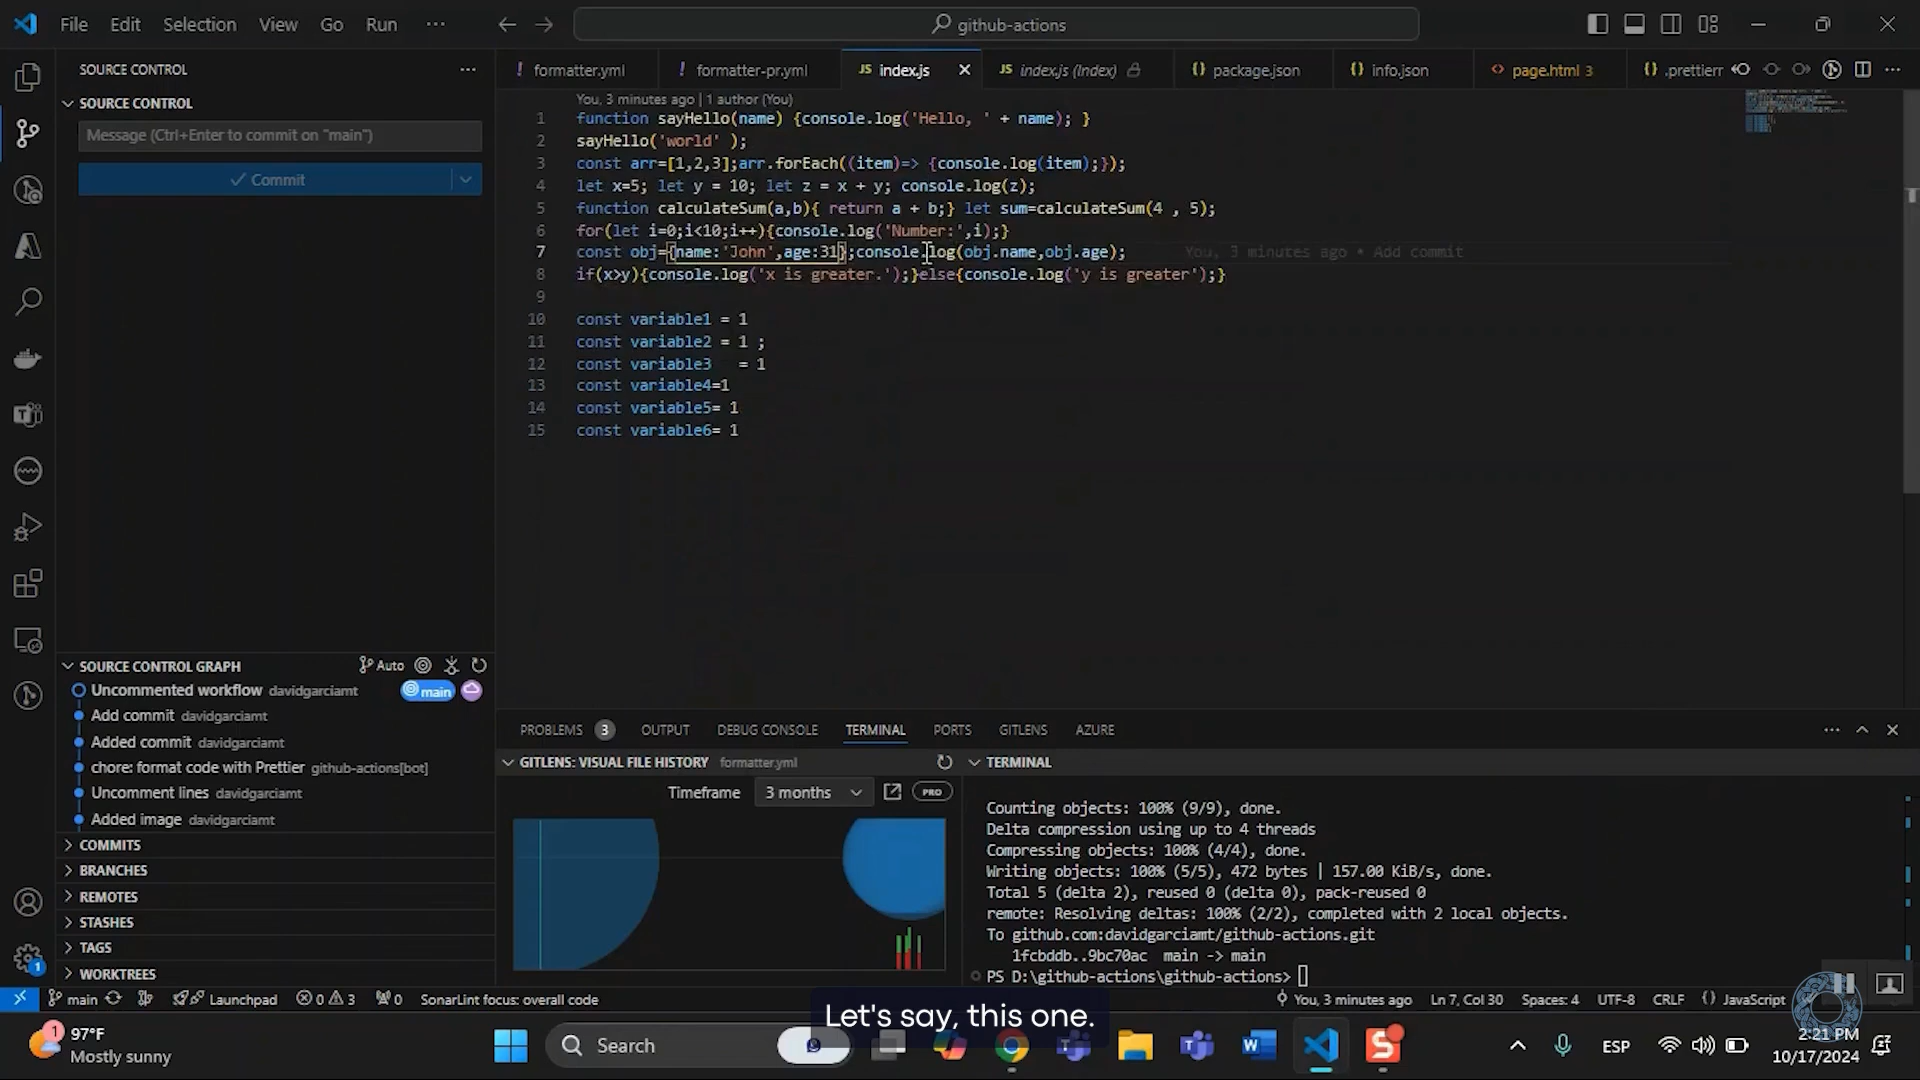 File Edit Selection View Go Run ··· github-actions
SOURCE CONTROL ···
SOURCE CONTROL
Message (Ctrl+Enter to commit on "main")
Commit
! formatter.yml ! formatter-pr.yml JS index.js JS index.js (Index) {} package.json {} info.json <> page.html 3 {} .prettierr
You, 3 minutes ago | 1 author (You)
1 function sayHello(name) {console.log('Hello, ' + name); }
2 sayHello('world' );
3 const arr=[1,2,3];arr.forEach((item)=> {console.log(item);});
4 let x=5; let y = 10; let z = x + y; console.log(z);
5 function calculateSum(a,b){ return a + b;} let sum=calculateSum(4 , 5);
6 for(let i=0;i<10;i++){console.log('Number:',i);}
7 const obj={name:'John',age:31};console.log(obj.name,obj.age); You, 3 minutes ago • Add commit
8 if(x>y){console.log('x is greater.');}else{console.log('y is greater');}
9
10 const variable1 = 1
11 const variable2 = 1 ;
12 const variable3   = 1
13 const variable4=1
14 const variable5= 1
15 const variable6= 1
SOURCE CONTROL GRAPH Auto
Uncommented workflow davidgarciamt main
Add commit davidgarciamt
Added commit davidgarciamt
chore: format code with Prettier github-actions[bot]
Uncomment lines davidgarciamt
Added image davidgarciamt
COMMITS
BRANCHES
REMOTES
STASHES
TAGS
WORKTREES
PROBLEMS 3 OUTPUT DEBUG CONSOLE TERMINAL PORTS GITLENS AZURE
GITLENS: VISUAL FILE HISTORY formatter.yml
Timeframe 3 months PRO
TERMINAL
Counting objects: 100% (9/9), done.
Delta compression using up to 4 threads
Compressing objects: 100% (4/4), done.
Writing objects: 100% (5/5), 472 bytes | 157.00 KiB/s, done.
Total 5 (delta 2), reused 0 (delta 0), pack-reused 0
remote: Resolving deltas: 100% (2/2), completed with 2 local objects.
To github.com:davidgarciamt/github-actions.git
1fcbddb..9bc70ac main -> main
PS D:\github-actions\github-actions>
main Launchpad 0 3 0 SonarLint focus: overall code You, 3 minutes ago Ln 7, Col 30 Spaces: 4 UTF-8 CRLF {} JavaScript
Let's say, this one.
1 97°F
Mostly sunny
Search
ESP
2:21 PM
10/17/2024